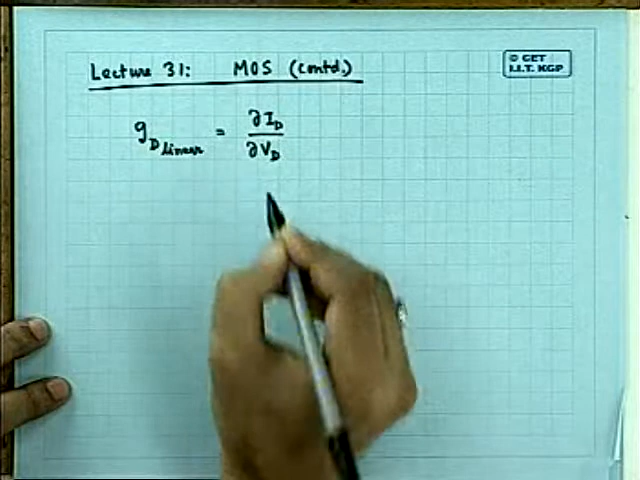 Lecture 31: MOS (Contd.)
© CET
I.I.T. KGP
g_D linear = ∂I_D / ∂V_D